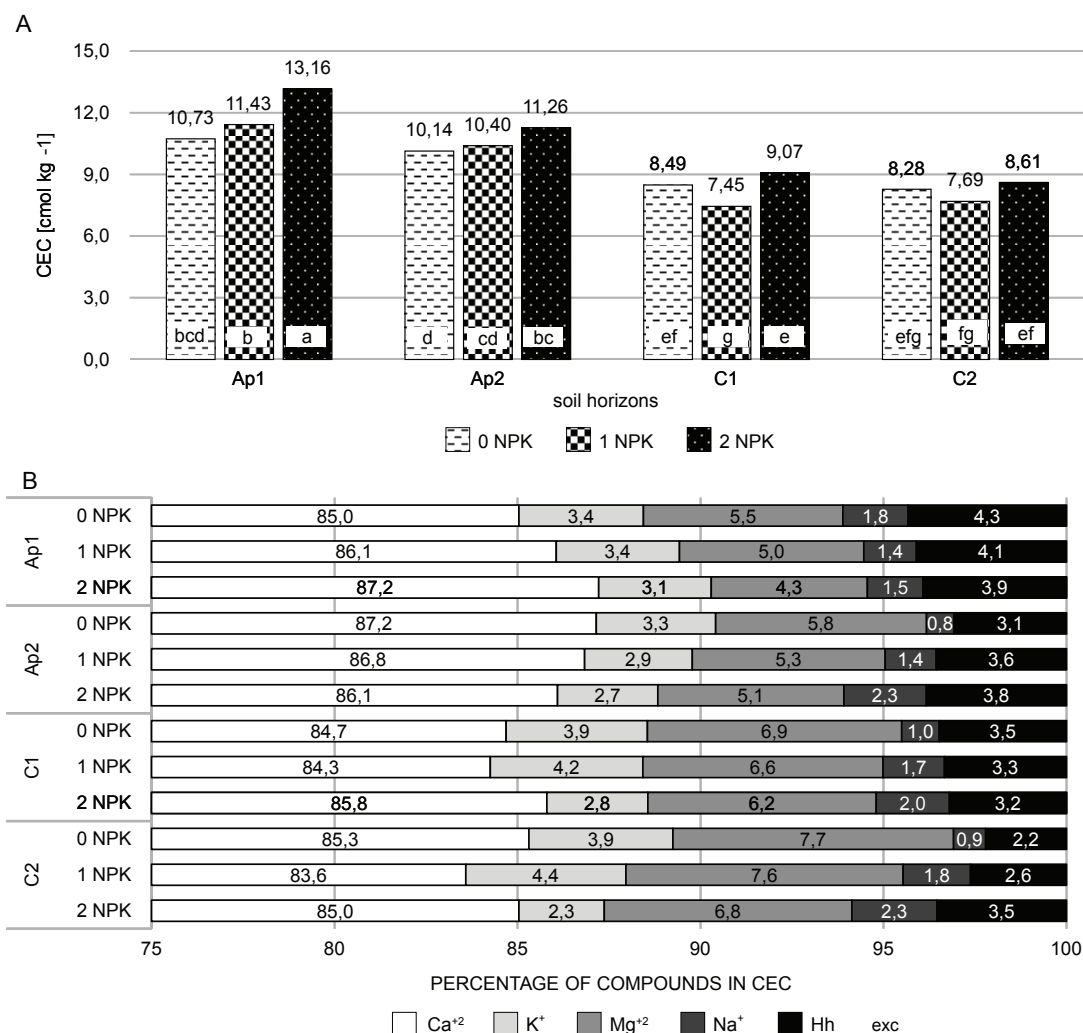 A
15,0
12,0
9,0
6,0
3,0
0,0
CEC [cmol kg -1]
10,73 11,43 13,16
10,14 10,40 11,26
8,49 7,45 9,07
8,28 7,69 8,61
bcd b a d cd bc ef g e efg fg ef
Ap1 Ap2 C1 C2
soil horizons
0 NPK 1 NPK 2 NPK
B
Ap1
0 NPK 85,0 3,4 5,5 1,8 4,3
1 NPK 86,1 3,4 5,0 1,4 4,1
2 NPK 87,2 3,1 4,3 1,5 3,9
Ap2
0 NPK 87,2 3,3 5,8 0,8 3,1
1 NPK 86,8 2,9 5,3 1,4 3,6
2 NPK 86,1 2,7 5,1 2,3 3,8
C1
0 NPK 84,7 3,9 6,9 1,0 3,5
1 NPK 84,3 4,2 6,6 1,7 3,3
2 NPK 85,8 2,8 6,2 2,0 3,2
C2
0 NPK 85,3 3,9 7,7 0,9 2,2
1 NPK 83,6 4,4 7,6 1,8 2,6
2 NPK 85,0 2,3 6,8 2,3 3,5
75 80 85 90 95 100
PERCENTAGE OF COMPOUNDS IN CEC
Ca⁺² K⁺ Mg⁺² Na⁺ Hh exc